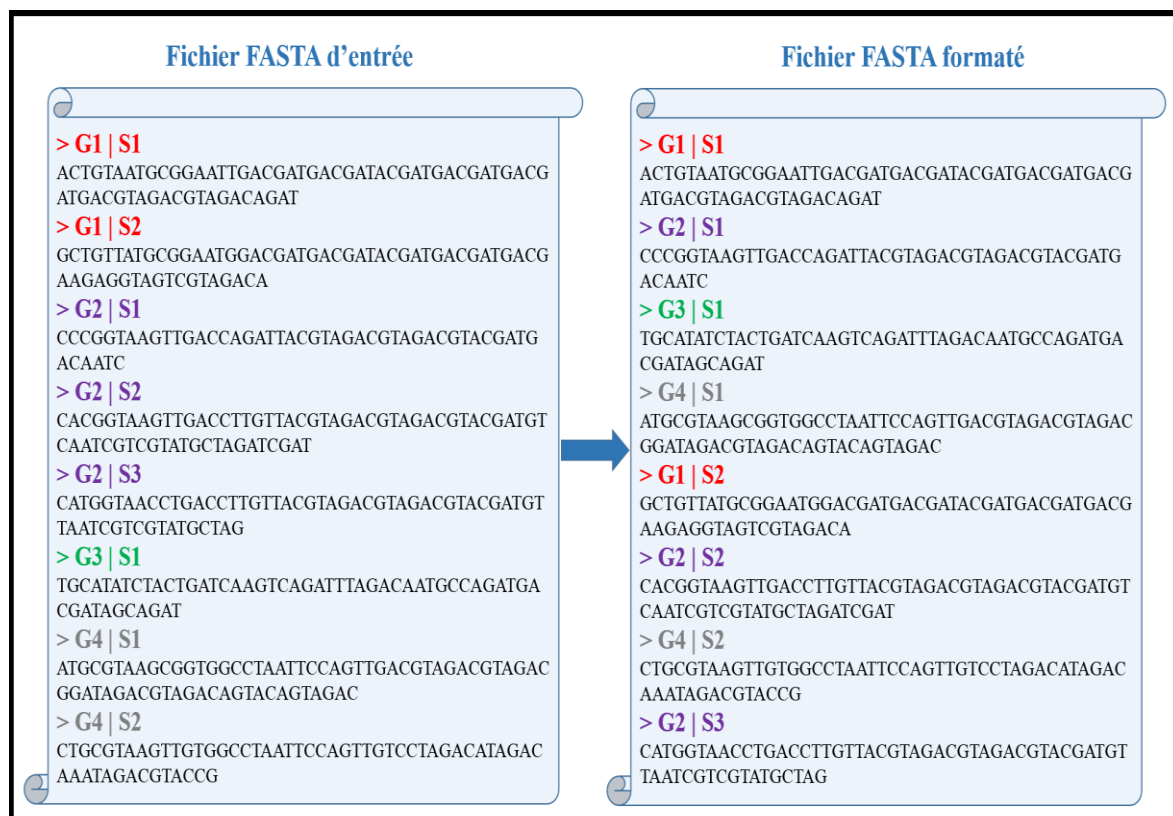 Fichier FASTA d'entrée
> G1 | S1
ACTGTAATGCGGAATTGACGATGACGATACGATGACGATGACG
ATGACGTAGACGTAGACAGAT
> G1 | S2
GCTGTTATGCGGAATGGACGATGACGATACGATGACGATGACG
AAGAGGTAGTCGTAGACA
> G2 | S1
CCCGGTAAGTTGACCAGATTACGTAGACGTAGACGTACGATG
ACAATC
> G2 | S2
CACGGTAAGTTGACCTTGTTACGTAGACGTAGACGTACGATGT
CAATCGTCGTATGCTAGATCGAT
> G2 | S3
CATGGTAACCTGACCTTGTTACGTAGACGTAGACGTACGATGT
TAATCGTCGTATGCTAG
> G3 | S1
TGCATATCTACTGATCAAGTCAGATTTAGACAATGCCAGATGA
CGATAGCAGAT
> G4 | S1
ATGCGTAAGCGGTGGCCTAATTCCAGTTGACGTAGACGTAGAC
GGATAGACGTAGACAGTACAGTAGAC
> G4 | S2
CTGCGTAAGTTGTGGCCTAATTCCAGTTGTCCTAGACATAGAC
AAATAGACGTACCG
Fichier FASTA formaté
> G1 | S1
ACTGTAATGCGGAATTGACGATGACGATACGATGACGATGACG
ATGACGTAGACGTAGACAGAT
> G2 | S1
CCCGGTAAGTTGACCAGATTACGTAGACGTAGACGTACGATG
ACAATC
> G3 | S1
TGCATATCTACTGATCAAGTCAGATTTAGACAATGCCAGATGA
CGATAGCAGAT
> G4 | S1
ATGCGTAAGCGGTGGCCTAATTCCAGTTGACGTAGACGTAGAC
GGATAGACGTAGACAGTACAGTAGAC
> G1 | S2
GCTGTTATGCGGAATGGACGATGACGATACGATGACGATGACG
AAGAGGTAGTCGTAGACA
> G2 | S2
CACGGTAAGTTGACCTTGTTACGTAGACGTAGACGTACGATGT
CAATCGTCGTATGCTAGATCGAT
> G4 | S2
CTGCGTAAGTTGTGGCCTAATTCCAGTTGTCCTAGACATAGAC
AAATAGACGTACCG
> G2 | S3
CATGGTAACCTGACCTTGTTACGTAGACGTAGACGTACGATGT
TAATCGTCGTATGCTAG